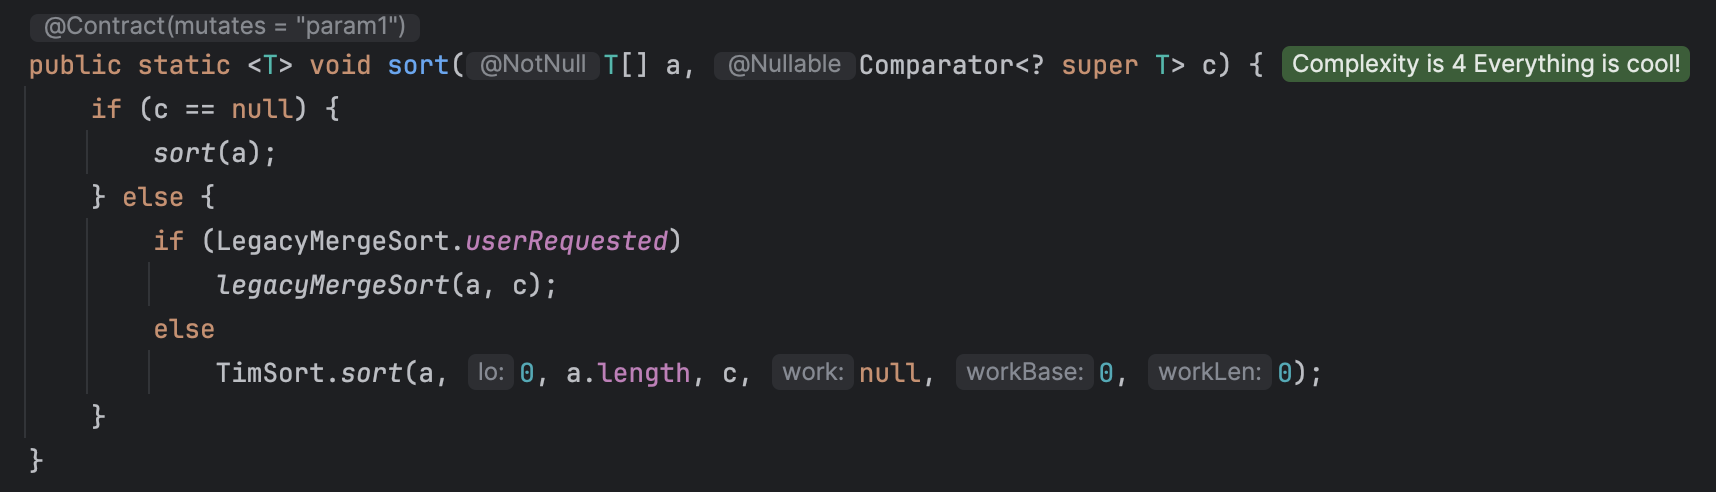 @Contract(mutates = "param1")
public static <T> void sort( @NotNull T[] a, @Nullable Comparator<? super T> c) { Complexity is 4 Everything is cool!
if (c == null) {
sort(a);
} else {
if (LegacyMergeSort.userRequested)
legacyMergeSort(a, c);
else
TimSort.sort(a, lo: 0, a.length, c, work: null, workBase: 0, workLen: 0);
}
}